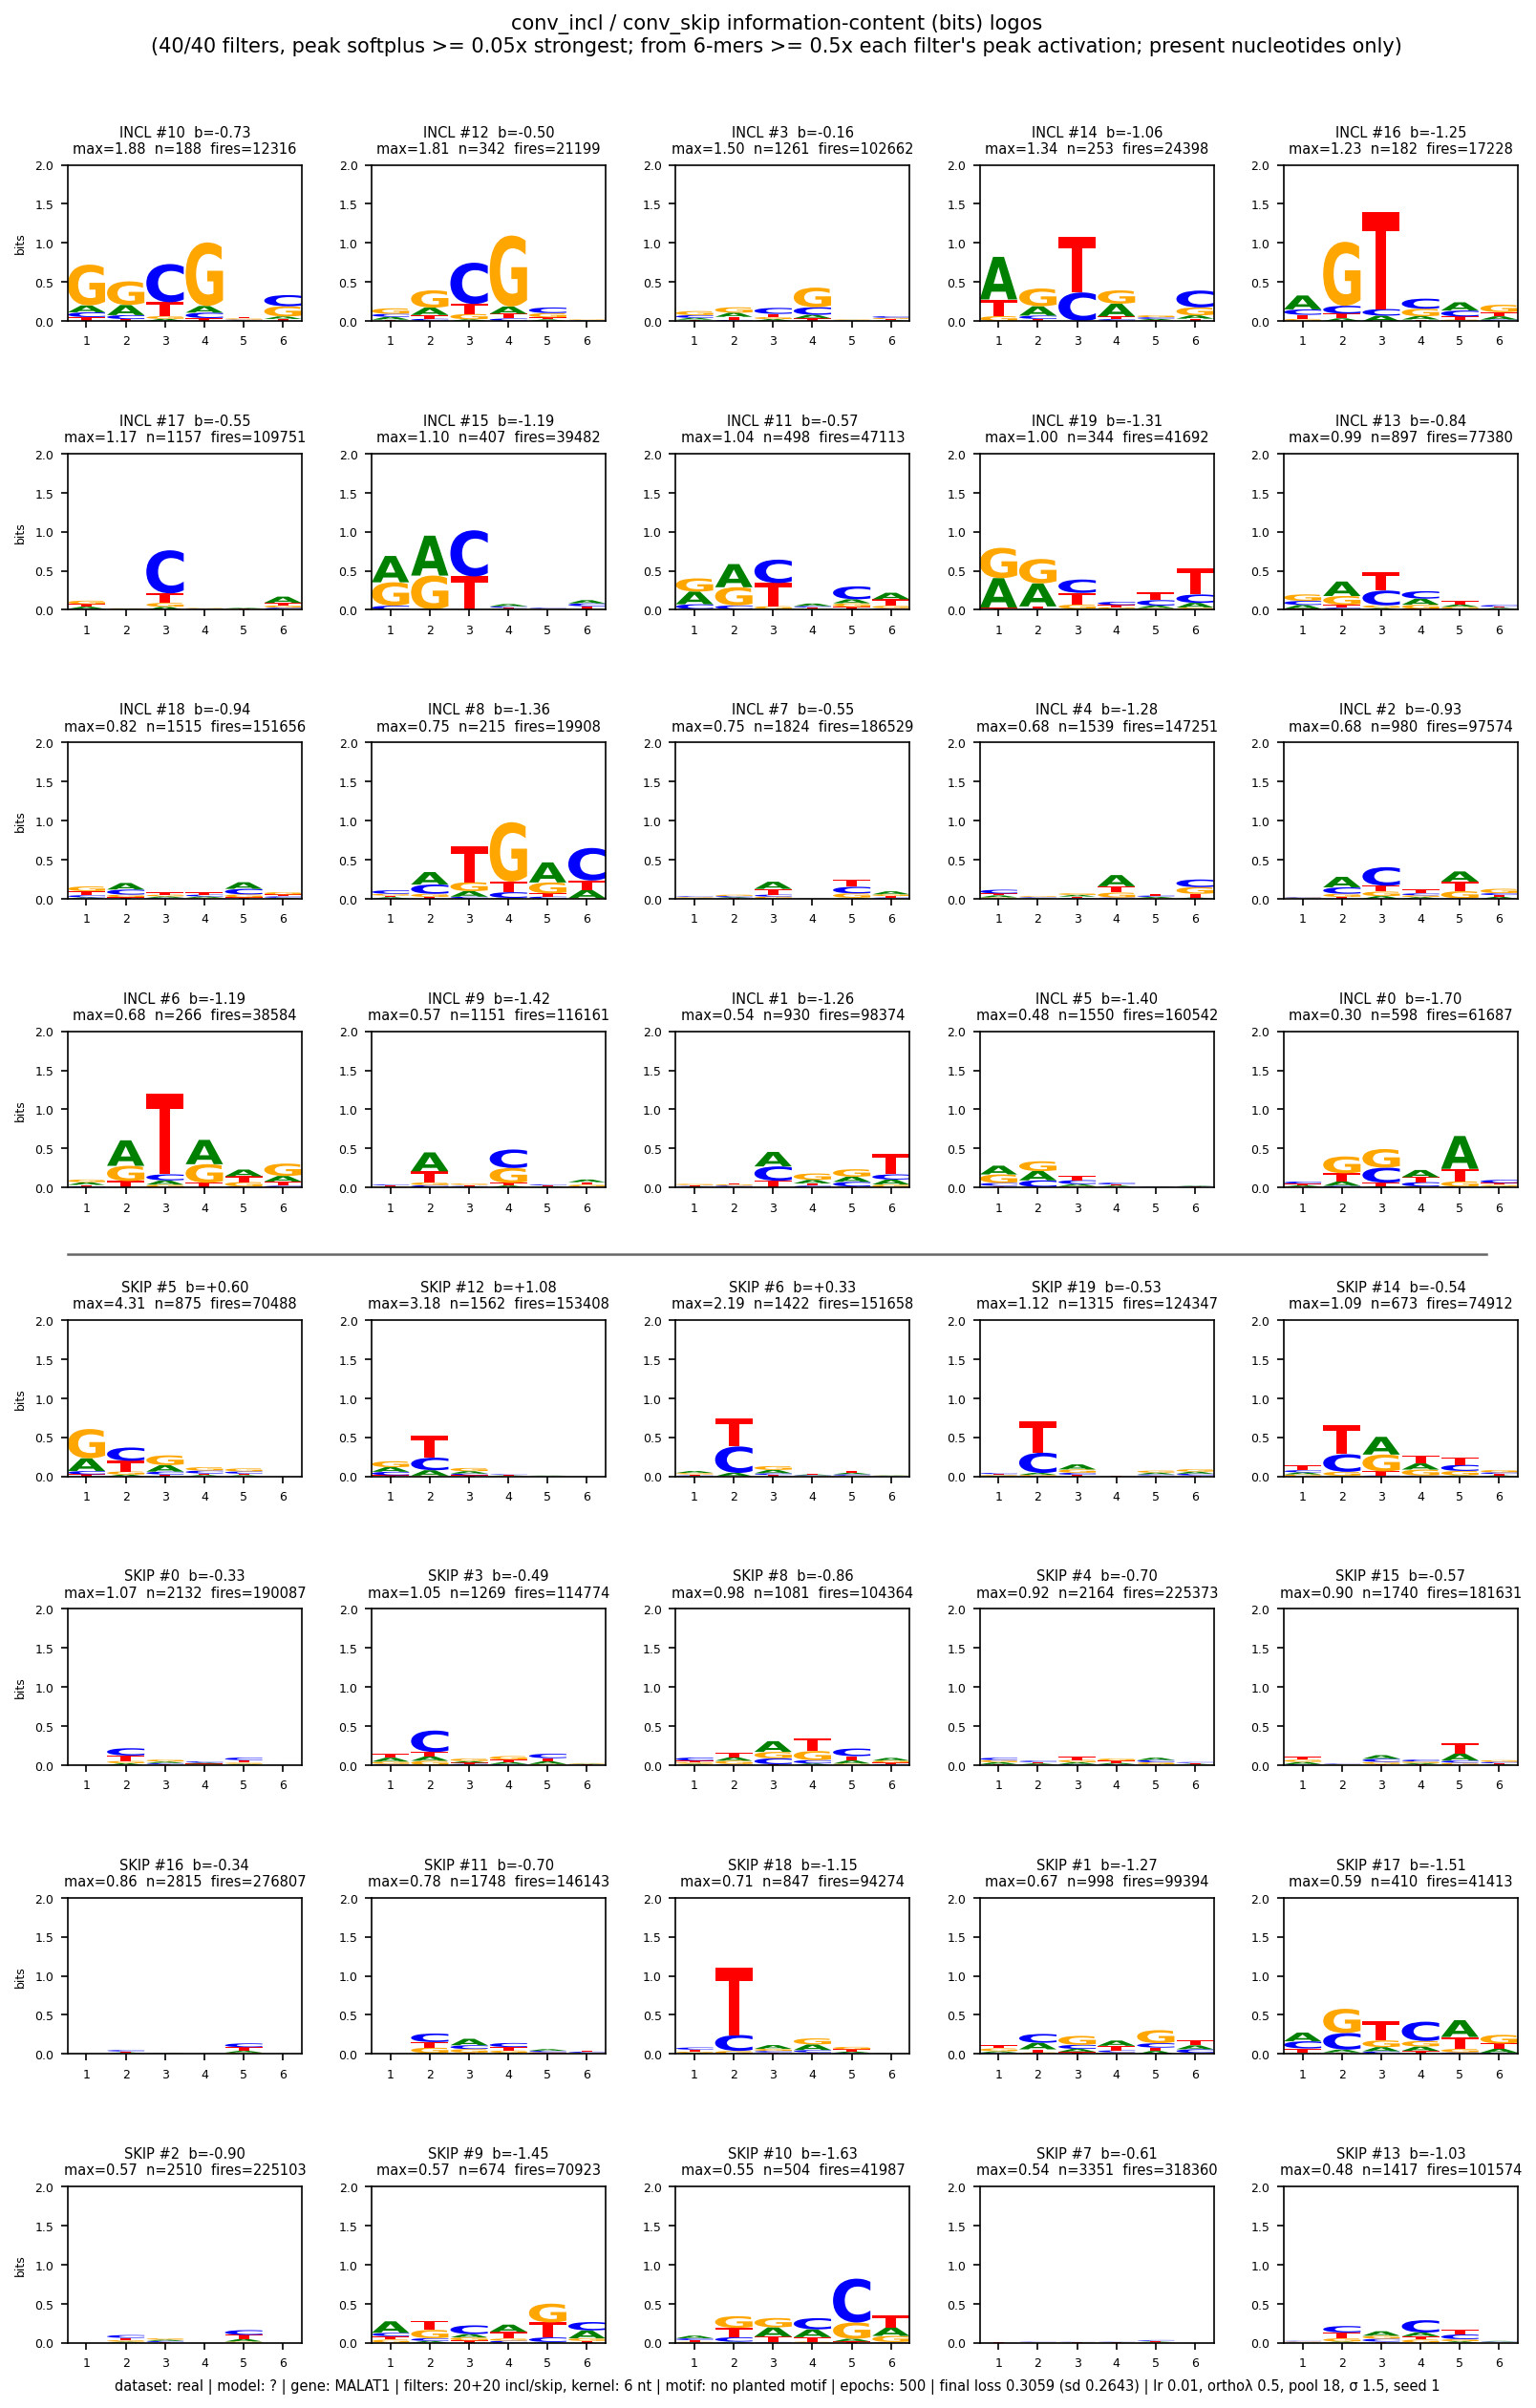 conv_incl / conv_skip information-content (bits) logos
(40/40 filters, peak softplus >= 0.05x strongest; from 6-mers >= 0.5x each filter's peak activation; present nucleotides only)
INCL #10 b=-0.73
max=1.88 n=188 fires=12316
INCL #12 b=-0.50
max=1.81 n=342 fires=21199
INCL #3 b=-0.16
max=1.50 n=1261 fires=102662
INCL #14 b=-1.06
max=1.34 n=253 fires=24398
INCL #16 b=-1.25
max=1.23 n=182 fires=17228
INCL #17 b=-0.55
max=1.17 n=1157 fires=109751
INCL #15 b=-1.19
max=1.10 n=407 fires=39482
INCL #11 b=-0.57
max=1.04 n=498 fires=47113
INCL #19 b=-1.31
max=1.00 n=344 fires=41692
INCL #13 b=-0.84
max=0.99 n=897 fires=77380
INCL #18 b=-0.94
max=0.82 n=1515 fires=151656
INCL #8 b=-1.36
max=0.75 n=215 fires=19908
INCL #7 b=-0.55
max=0.75 n=1824 fires=186529
INCL #4 b=-1.28
max=0.68 n=1539 fires=147251
INCL #2 b=-0.93
max=0.68 n=980 fires=97574
INCL #6 b=-1.19
max=0.68 n=266 fires=38584
INCL #9 b=-1.42
max=0.57 n=1151 fires=116161
INCL #1 b=-1.26
max=0.54 n=930 fires=98374
INCL #5 b=-1.40
max=0.48 n=1550 fires=160542
INCL #0 b=-1.70
max=0.30 n=598 fires=61687
SKIP #5 b=+0.60
max=4.31 n=875 fires=70488
SKIP #12 b=+1.08
max=3.18 n=1562 fires=153408
SKIP #6 b=+0.33
max=2.19 n=1422 fires=151658
SKIP #19 b=-0.53
max=1.12 n=1315 fires=124347
SKIP #14 b=-0.54
max=1.09 n=673 fires=74912
SKIP #0 b=-0.33
max=1.07 n=2132 fires=190087
SKIP #3 b=-0.49
max=1.05 n=1269 fires=114774
SKIP #8 b=-0.86
max=0.98 n=1081 fires=104364
SKIP #4 b=-0.70
max=0.92 n=2164 fires=225373
SKIP #15 b=-0.57
max=0.90 n=1740 fires=181631
SKIP #16 b=-0.34
max=0.86 n=2815 fires=276807
SKIP #11 b=-0.70
max=0.78 n=1748 fires=146143
SKIP #18 b=-1.15
max=0.71 n=847 fires=94274
SKIP #1 b=-1.27
max=0.67 n=998 fires=99394
SKIP #17 b=-1.51
max=0.59 n=410 fires=41413
SKIP #2 b=-0.90
max=0.57 n=2510 fires=225103
SKIP #9 b=-1.45
max=0.57 n=674 fires=70923
SKIP #10 b=-1.63
max=0.55 n=504 fires=41987
SKIP #7 b=-0.61
max=0.54 n=3351 fires=318360
SKIP #13 b=-1.03
max=0.48 n=1417 fires=101574
dataset: real | model: ? | gene: MALAT1 | filters: 20+20 incl/skip, kernel: 6 nt | motif: no planted motif | epochs: 500 | final loss 0.3059 (sd 0.2643) | lr 0.01, orthoλ 0.5, pool 18, σ 1.5, seed 1